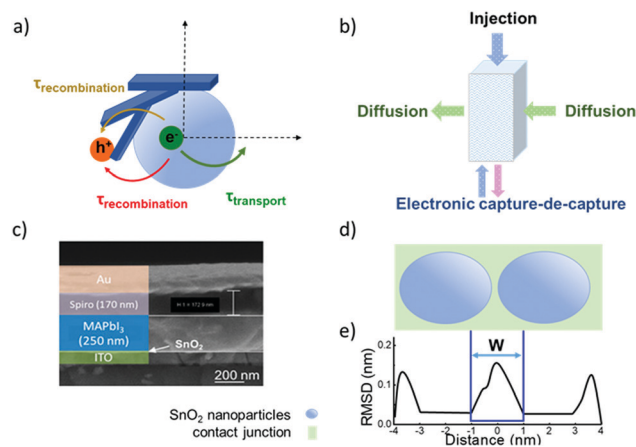 a)
τrecombination
h+
e-
τrecombination
τtransport
b)
Injection
Diffusion
Diffusion
Electronic capture-de-capture
c)
Au
Spiro (170 nm)
MAPbI3
(250 nm)
SnO2
ITO
200 nm
SnO2 nanoparticles
contact junction
d)
e)
W
RMSD (nm)
0.2
0.1
0.0
-4 -3 -2 -1 0 1 2 3 4
Distance (nm)